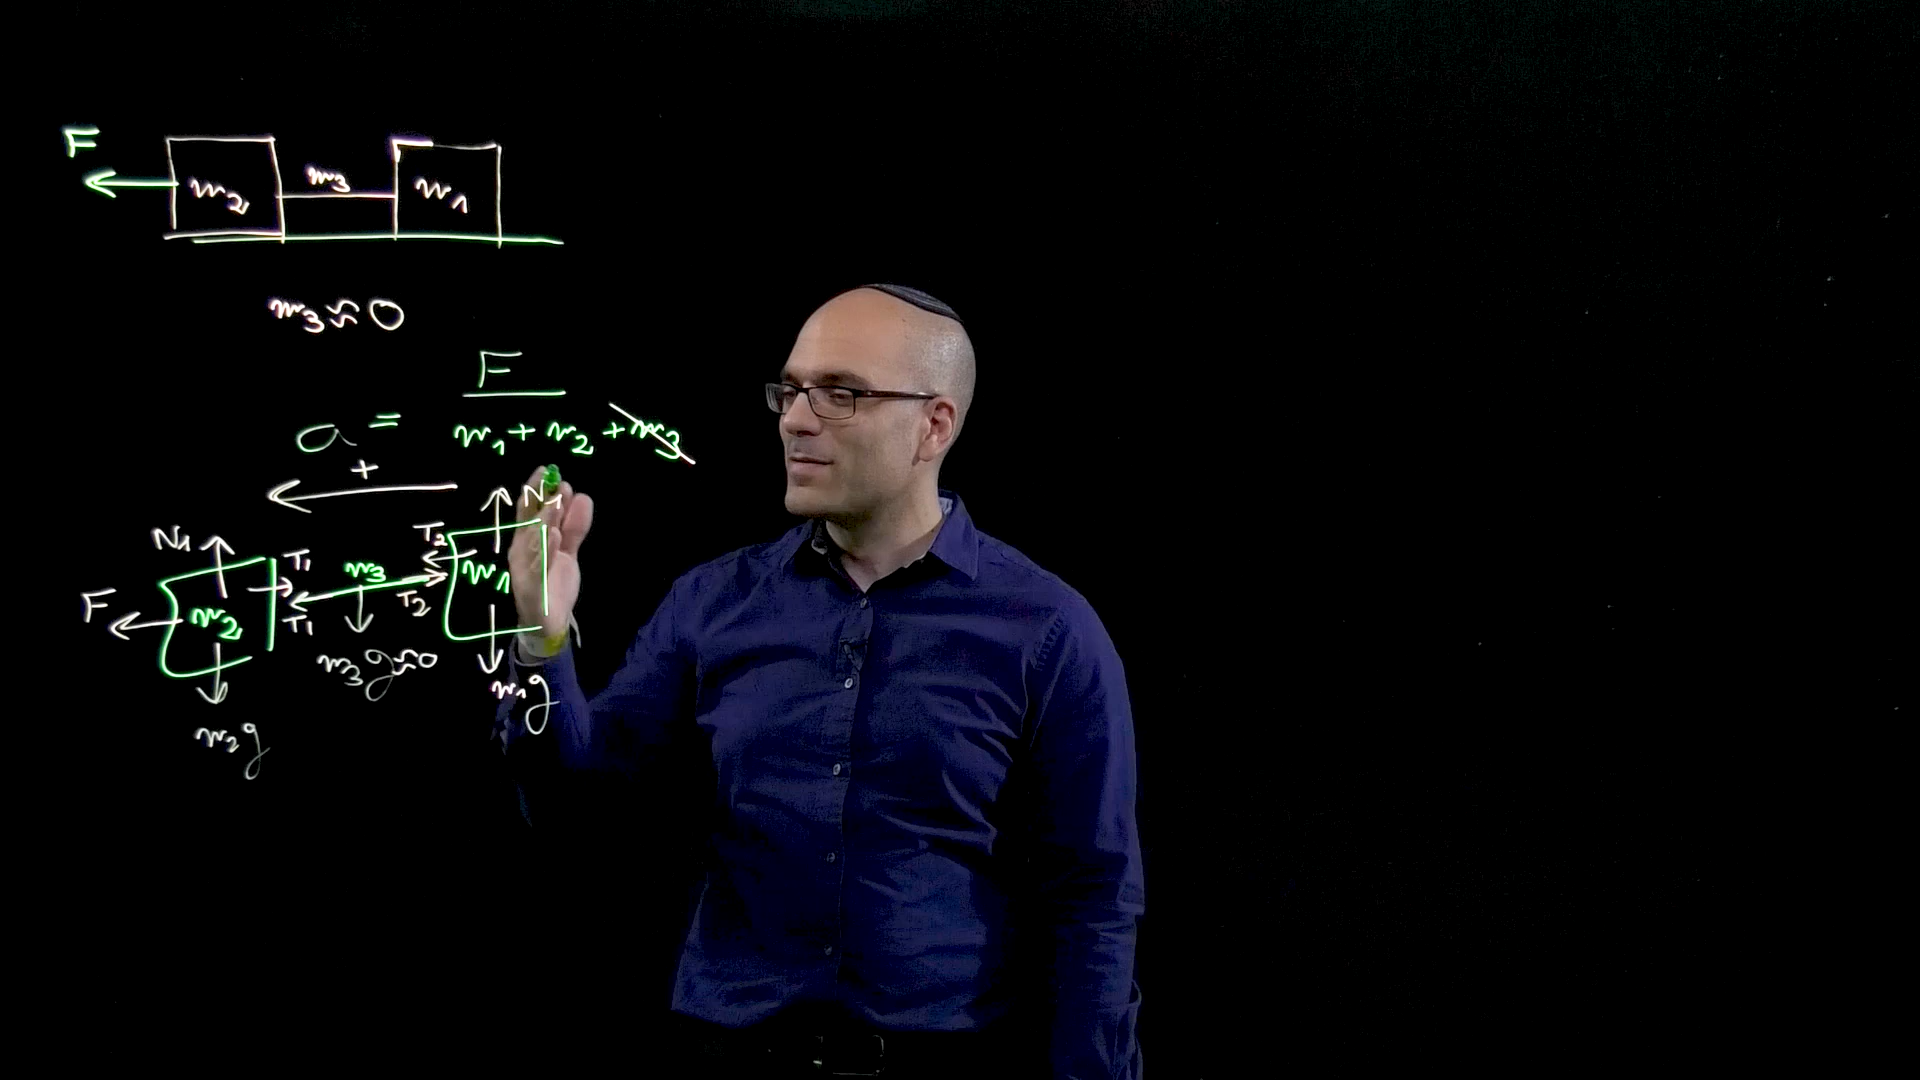 F
m2 m3 m1
m3 ≈ 0
a = F / m1 + m2 + m3
+
N1 T1 m3 T2 N1
F m2 T1 T2 m1
m3g ≈ 0
m2g m1g